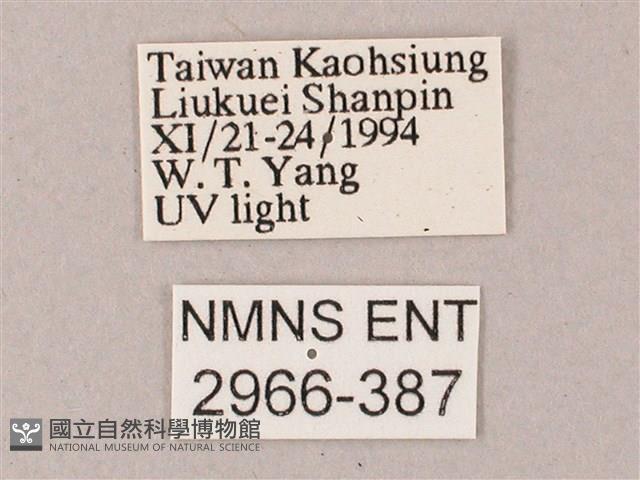 Taiwan Kaohsiung
Liukuei Shanpin
XI/21-24/1994
W. T. Yang
UV light
NMNS ENT
2966-387
國立自然科學博物館
NATIONAL MUSEUM OF NATURAL SCIENCE